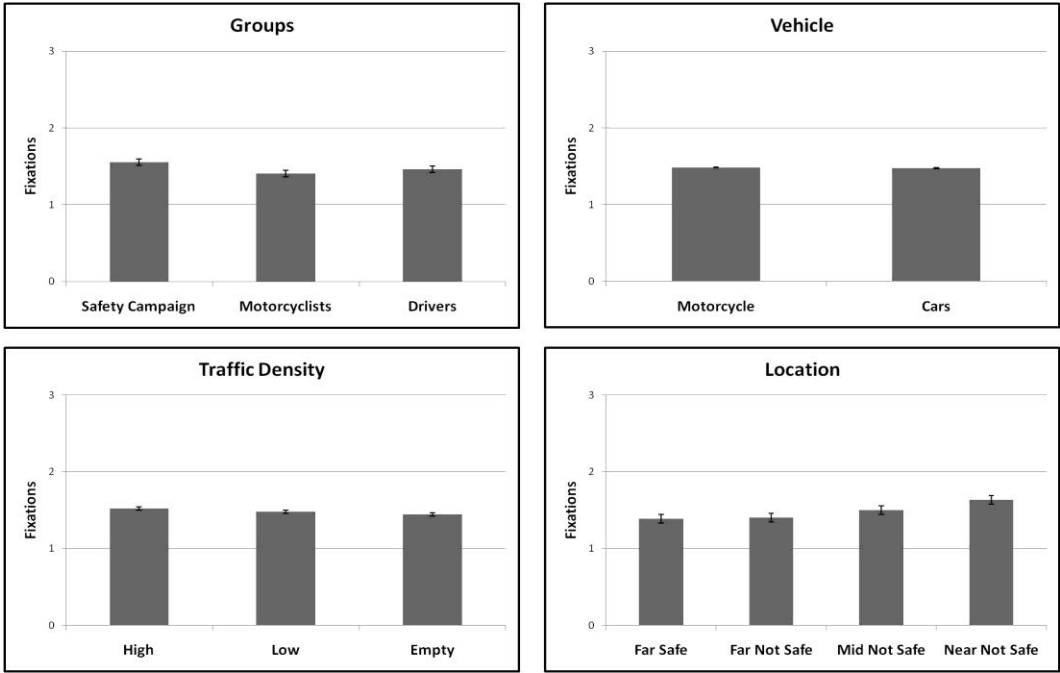 Groups
3
2
1
0
Fixations
Safety Campaign Motorcyclists Drivers
Vehicle
3
2
1
0
Fixations
Motorcycle Cars
Traffic Density
3
2
1
0
Fixations
High Low Empty
Location
3
2
1
0
Fixations
Far Safe Far Not Safe Mid Not Safe Near Not Safe